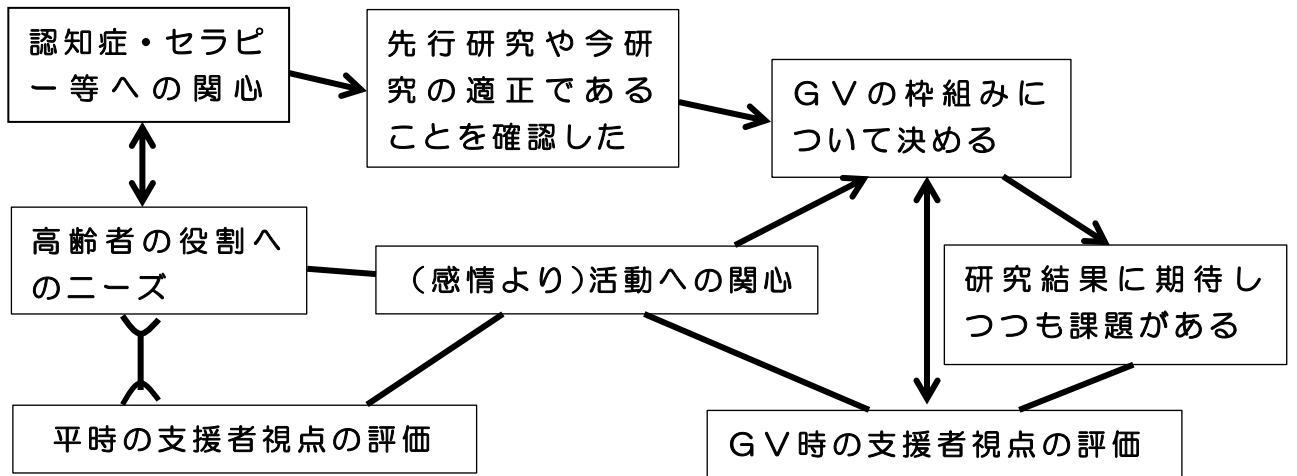 認知症・セラピ
ー等への関心
先行研究や今研
究の適正である
ことを確認した
ＧＶの枠組みに
ついて決める
高齢者の役割へ
のニーズ
（感情より）活動への関心
研究結果に期待し
つつも課題がある
平時の支援者視点の評価
ＧＶ時の支援者視点の評価